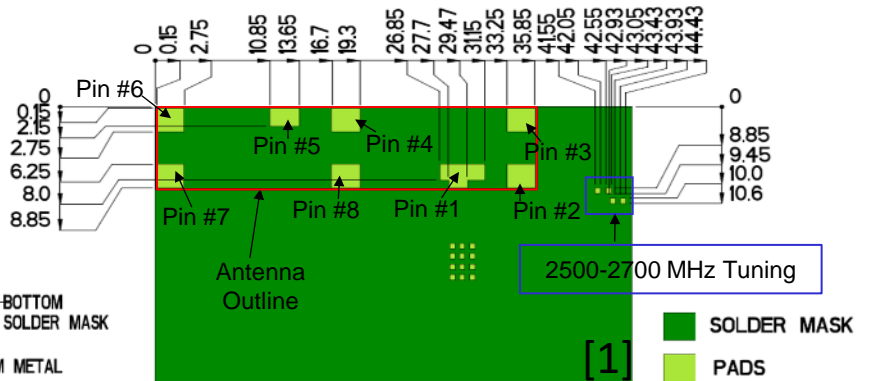 0
0.15
2.75
10.85
13.65
16.7
19.3
26.85
27.7
29.47
31.15
33.25
35.85
41.55
42.05
42.55
42.93
43.05
43.43
43.93
44.43
0
0.15
2.15
2.75
6.25
8.0
8.85
0
8.85
9.45
10.0
10.6
Pin #6
Pin #5
Pin #4
Pin #3
Pin #7
Pin #8
Pin #1
Pin #2
Antenna
Outline
2500-2700 MHz Tuning
BOTTOM
SOLDER MASK
METAL
[1]
SOLDER MASK
PADS